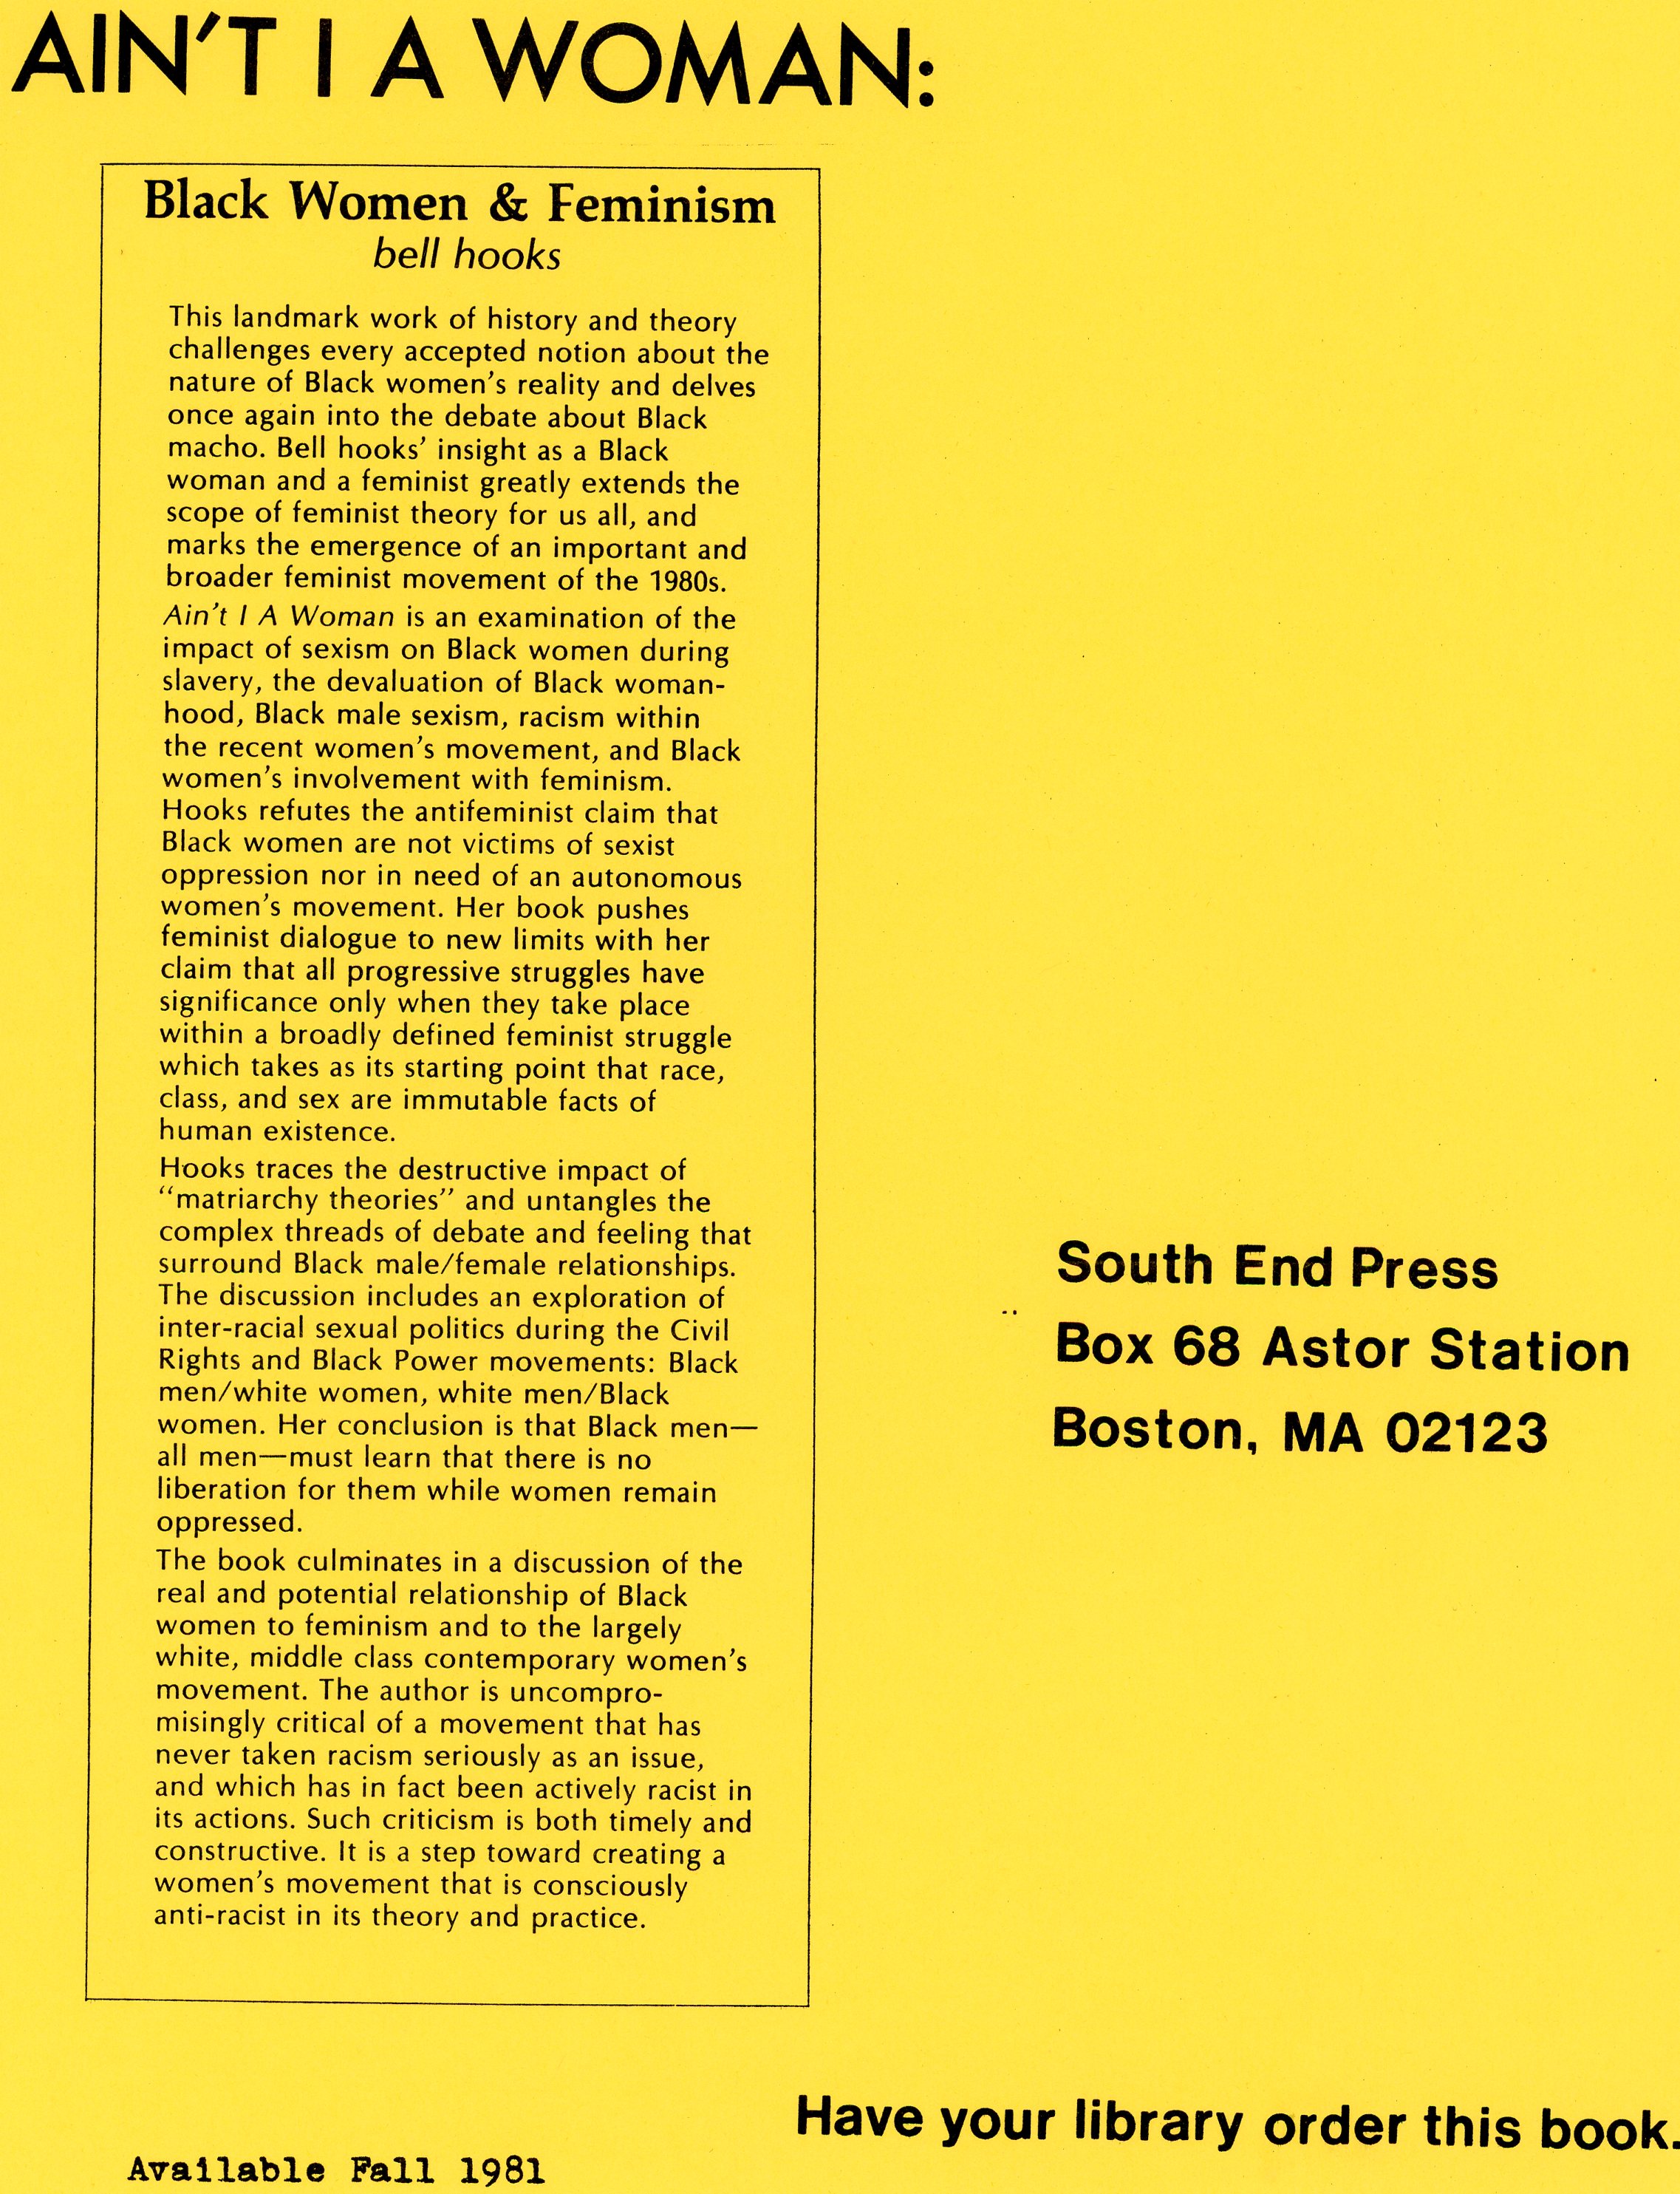 AIN'T I A WOMAN:
Black Women & Feminism
bell hooks
This landmark work of history and theory
challenges every accepted notion about the
nature of Black women's reality and delves
once again into the debate about Black
macho. Bell hooks' insight as a Black
woman and a feminist greatly extends the
scope of feminist theory for us all, and
marks the emergence of an important and
broader feminist movement of the 1980s.
Ain't I A Woman is an examination of the
impact of sexism on Black women during
slavery, the devaluation of Black woman-
hood, Black male sexism, racism within
the recent women's movement, and Black
women's involvement with feminism.
Hooks refutes the antifeminist claim that
Black women are not victims of sexist
oppression nor in need of an autonomous
women's movement. Her book pushes
feminist dialogue to new limits with her
claim that all progressive struggles have
significance only when they take place
within a broadly defined feminist struggle
which takes as its starting point that race,
class, and sex are immutable facts of
human existence.
Hooks traces the destructive impact of
"matriarchy theories" and untangles the
complex threads of debate and feeling that
surround Black male/female relationships.
The discussion includes an exploration of
inter-racial sexual politics during the Civil
Rights and Black Power movements: Black
men/white women, white men/Black
women. Her conclusion is that Black men—
all men—must learn that there is no
liberation for them while women remain
oppressed.
The book culminates in a discussion of the
real and potential relationship of Black
women to feminism and to the largely
white, middle class contemporary women's
movement. The author is uncompro-
misingly critical of a movement that has
never taken racism seriously as an issue,
and which has in fact been actively racist in
its actions. Such criticism is both timely and
constructive. It is a step toward creating a
women's movement that is consciously
anti-racist in its theory and practice.
South End Press
Box 68 Astor Station
Boston, MA 02123
Have your library order this book.
Available Fall 1981